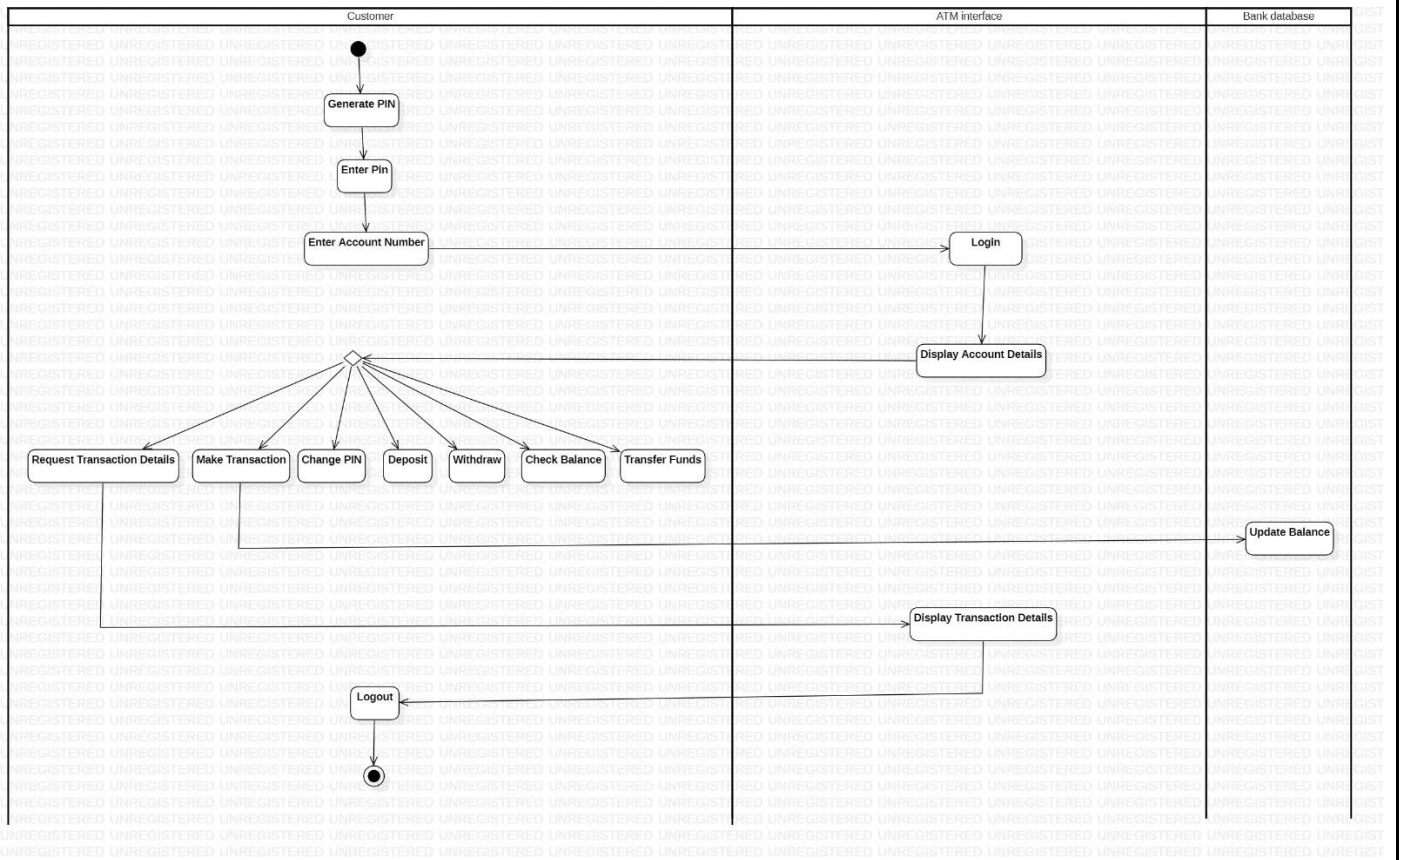 Customer
ATM interface
Bank database
Generate PIN
Enter Pin
Enter Account Number
Login
Display Account Details
Request Transaction Details
Make Transaction
Change PIN
Deposit
Withdraw
Check Balance
Transfer Funds
Update Balance
Display Transaction Details
Logout
UNREGISTERED